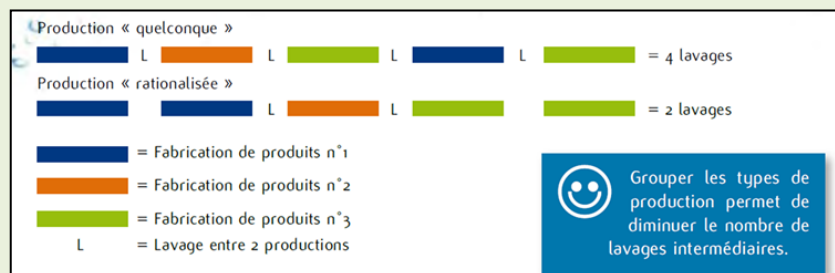 Production « quelconque »
L L L L = 4 lavages
Production « rationalisée »
L L = 2 lavages
= Fabrication de produits n°1
= Fabrication de produits n°2
= Fabrication de produits n°3
L = Lavage entre 2 productions
Grouper les types de
production permet de
diminuer le nombre de
lavages intermédiaires.